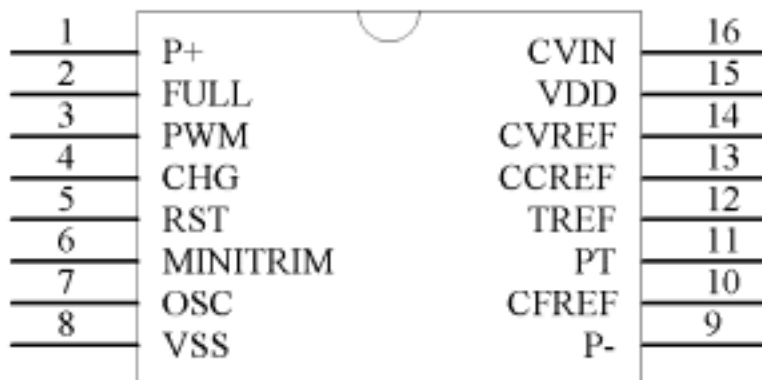 1 P+ CVIN 16
2 FULL VDD 15
3 PWM CVREF 14
4 CHG CCREF 13
5 RST TREF 12
6 MINITRIM PT 11
7 OSC CFREF 10
8 VSS P- 9